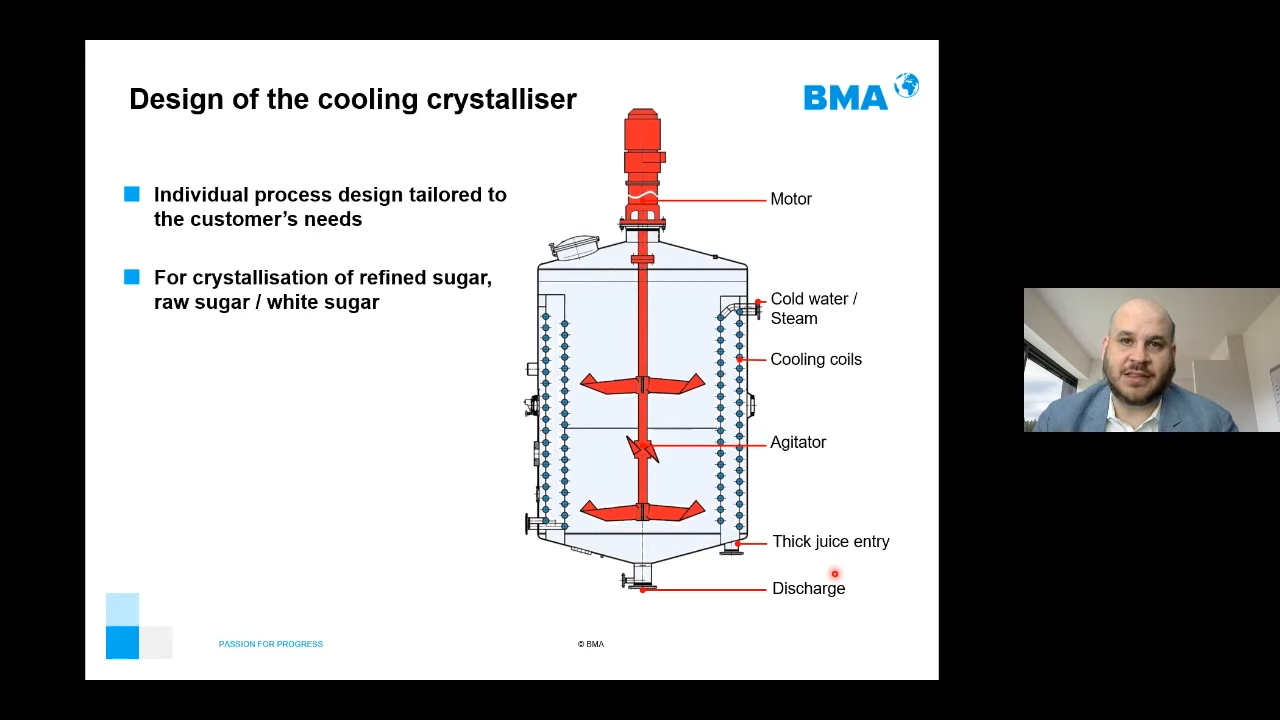 Design of the cooling crystalliser
BMA
Individual process design tailored to
the customer's needs
For crystallisation of refined sugar,
raw sugar / white sugar
Motor
Cold water /
Steam
Cooling coils
Agitator
Thick juice entry
Discharge
PASSION FOR PROGRESS
© BMA